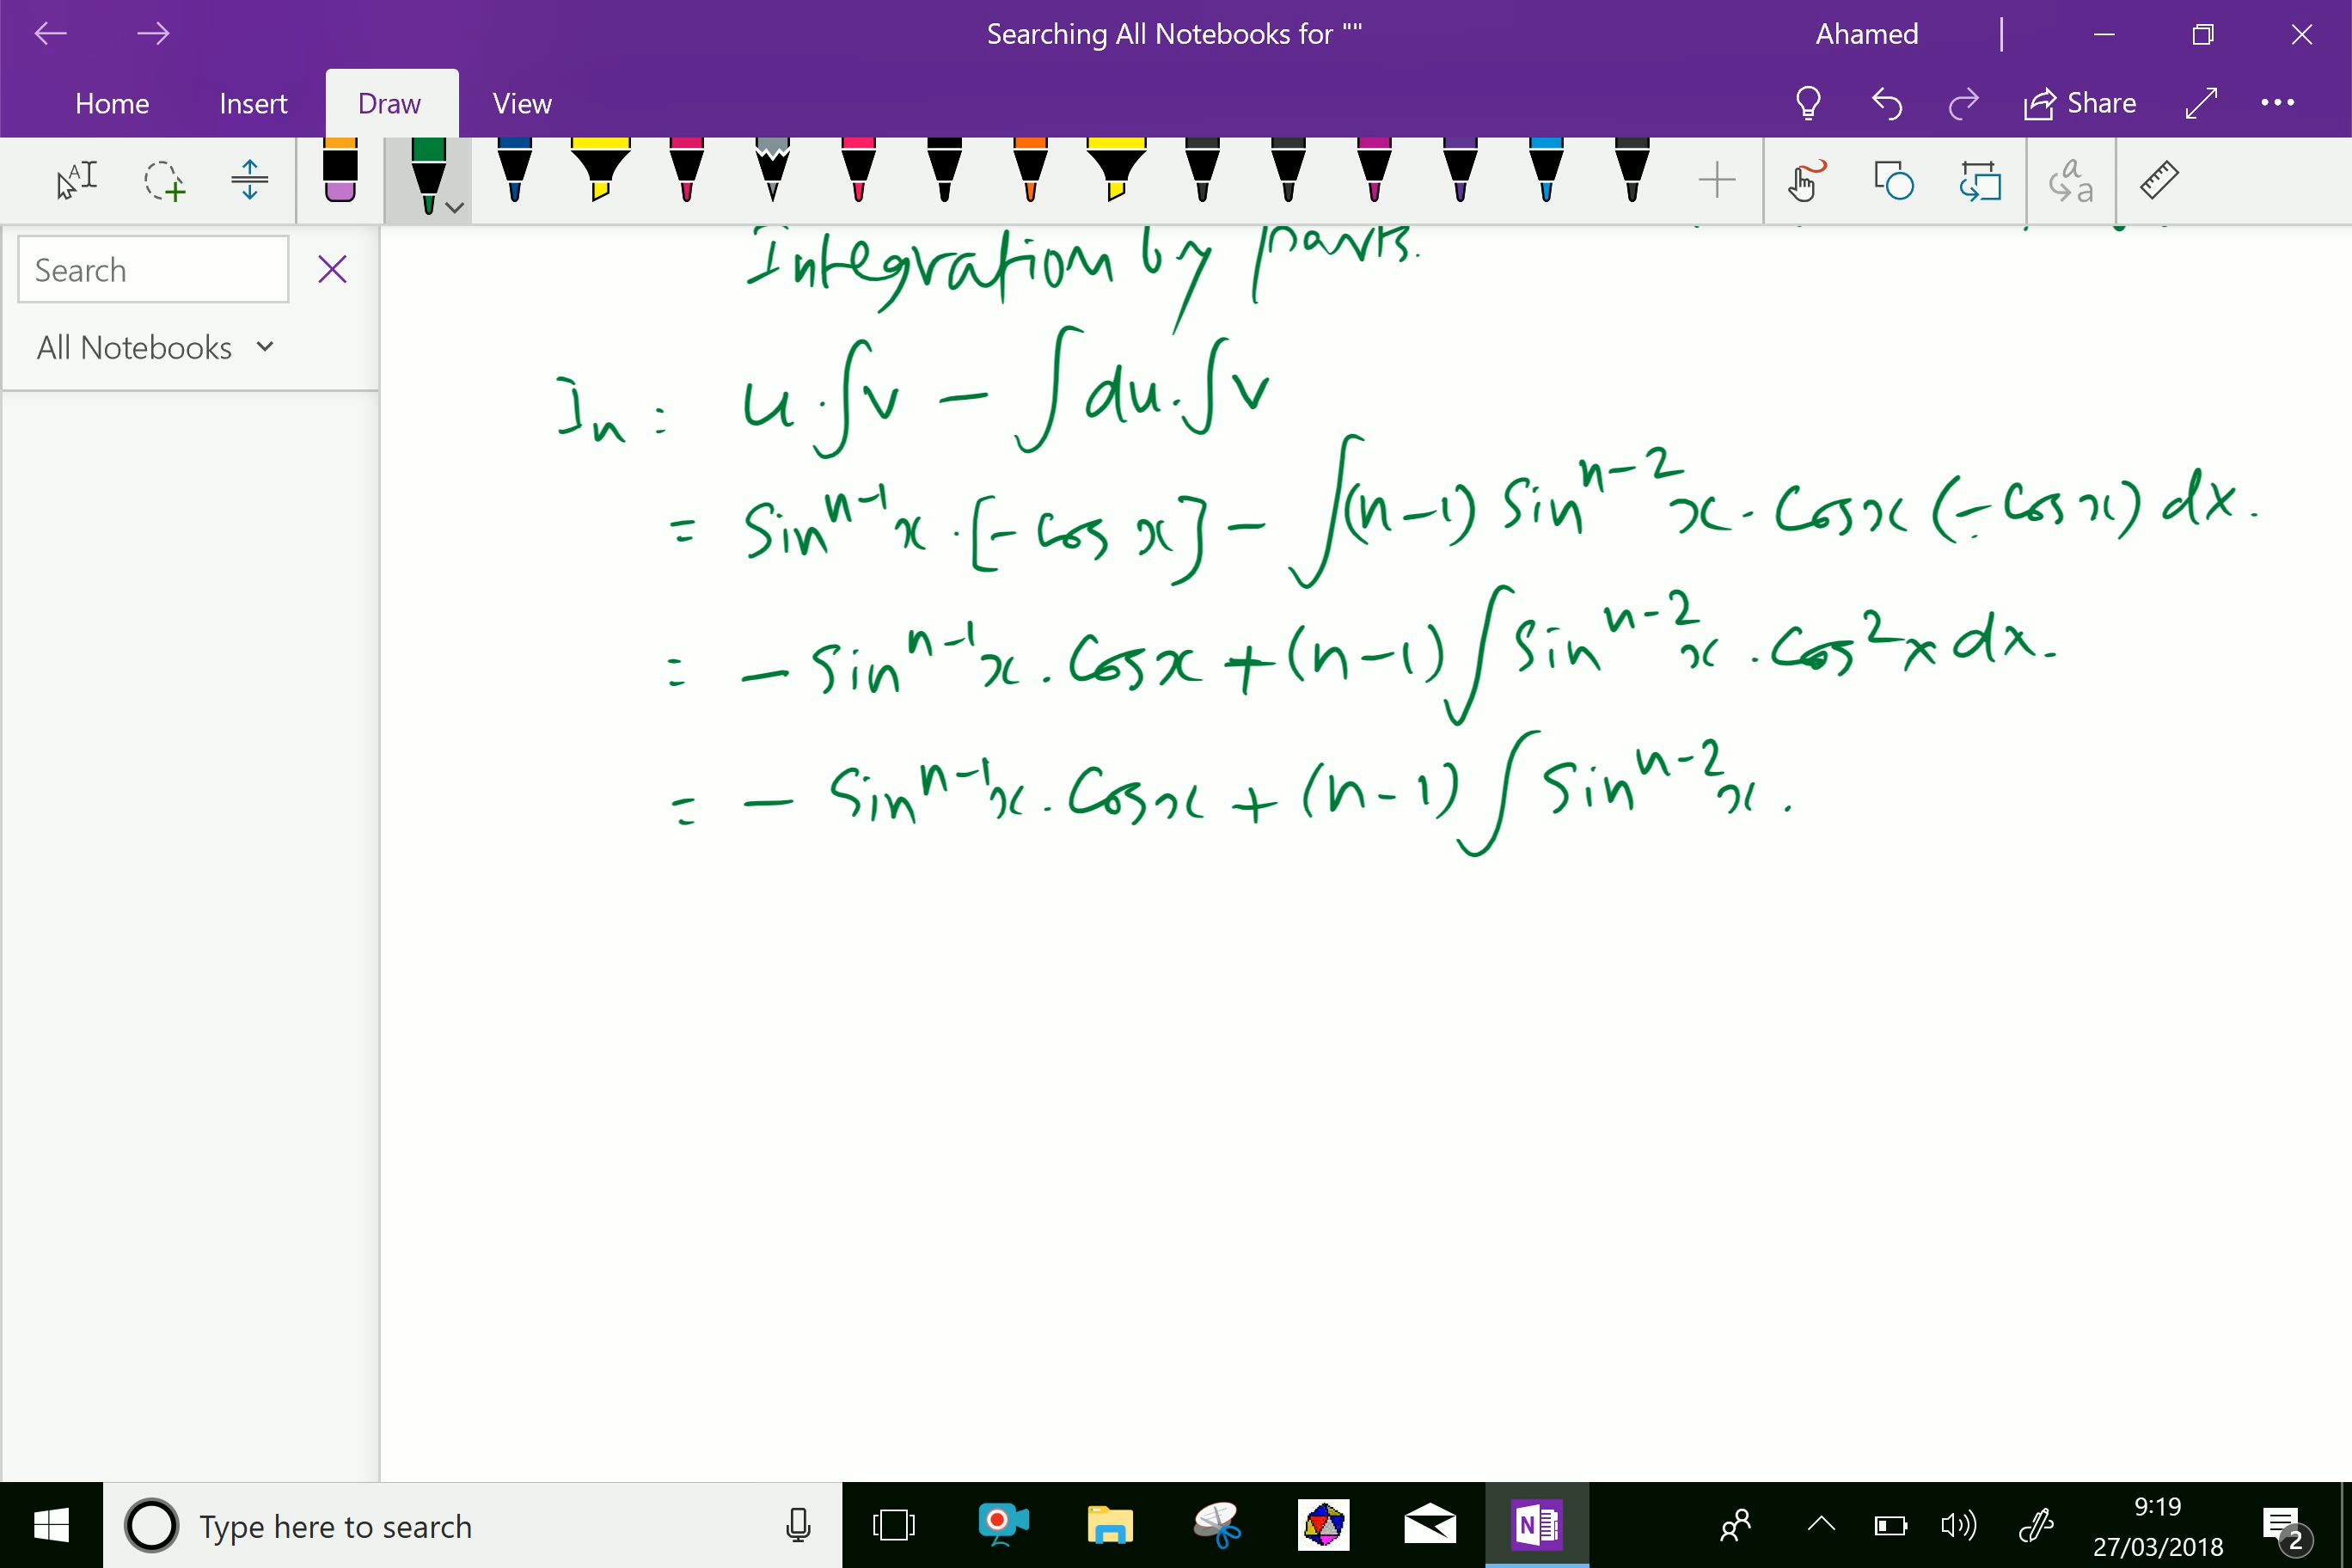 Searching All Notebooks for ""
Ahamed
Home Insert Draw View
Share
Search
All Notebooks
Integration by parts.
Iₙ = u·∫v − ∫du·∫v
= Sinⁿ⁻¹x·[−Cos x] − ∫(n−1) Sinⁿ⁻²x · Cosx (−Cos x) dx.
= − Sinⁿ⁻¹x. Cosx + (n−1) ∫Sinⁿ⁻²x . Cos²x dx.
= − Sinⁿ⁻¹x. Cosx + (n−1) ∫Sinⁿ⁻²x.
Type here to search
9:19
27/03/2018
2